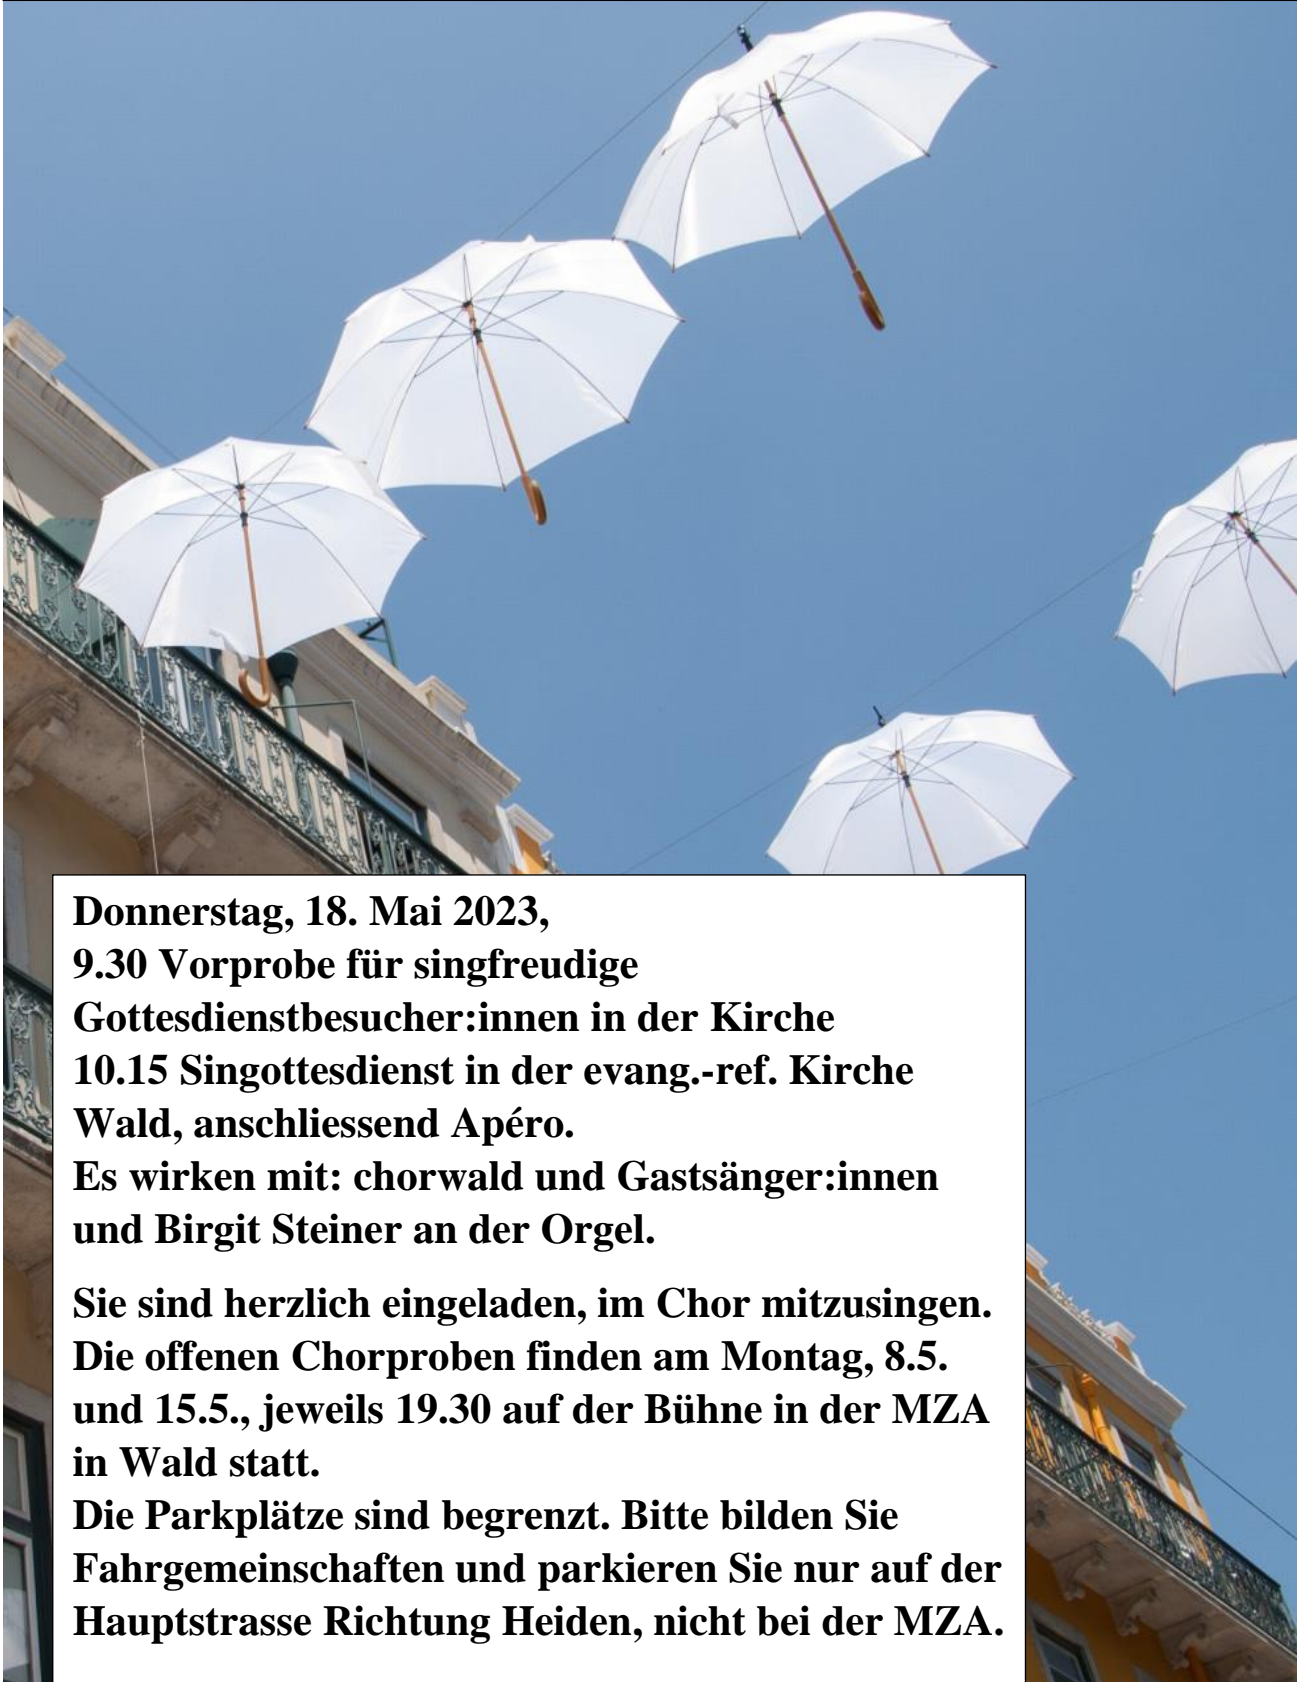 Donnerstag, 18. Mai 2023,
9.30 Vorprobe für singfreudige
Gottesdienstbesucher:innen in der Kirche
10.15 Singottesdienst in der evang.-ref. Kirche
Wald, anschliessend Apéro.
Es wirken mit: chorwald und Gastsänger:innen
und Birgit Steiner an der Orgel.
Sie sind herzlich eingeladen, im Chor mitzusingen.
Die offenen Chorproben finden am Montag, 8.5.
und 15.5., jeweils 19.30 auf der Bühne in der MZA
in Wald statt.
Die Parkplätze sind begrenzt. Bitte bilden Sie
Fahrgemeinschaften und parkieren Sie nur auf der
Hauptstrasse Richtung Heiden, nicht bei der MZA.